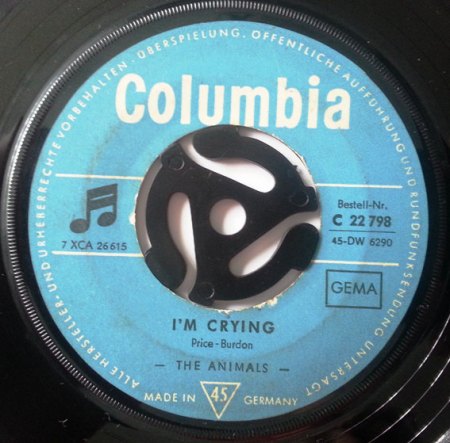 ALLE HERSTELLER- UND URHEBERRECHTE VORBEHALTEN · ÜBERSPIELUNG, ÖFFENTLICHE AUFFÜHRUNG UND RUNDFUNKSENDUNG UNTERSAGT
Columbia
7 XCA 26 615
Bestell-Nr.
C 22 798
45-DW 6290
GEMA
I'M CRYING
Price-Burdon
— THE ANIMALS —
MADE IN 45 GERMANY